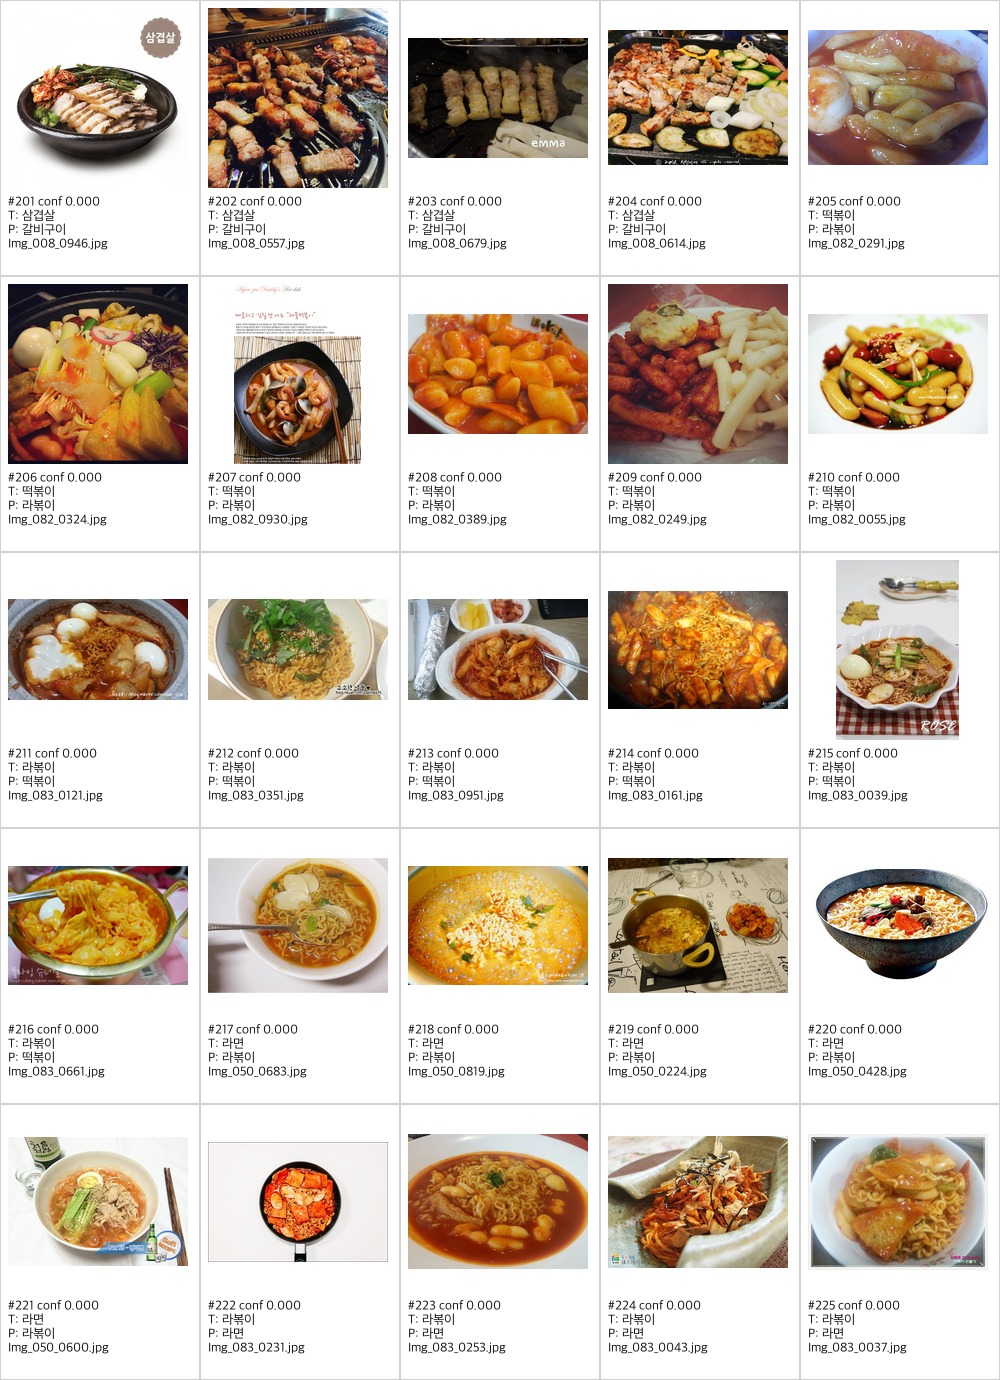 삼겹살
#201 conf 0.000
T: 삼겹살
P: 갈비구이
Img_008_0946.jpg
#202 conf 0.000
T: 삼겹살
P: 갈비구이
Img_008_0557.jpg
emma
#203 conf 0.000
T: 삼겹살
P: 갈비구이
Img_008_0679.jpg
#204 conf 0.000
T: 삼겹살
P: 갈비구이
Img_008_0614.jpg
#205 conf 0.000
T: 떡볶이
P: 라볶이
Img_082_0291.jpg
#206 conf 0.000
T: 떡볶이
P: 라볶이
Img_082_0324.jpg
#207 conf 0.000
T: 떡볶이
P: 라볶이
Img_082_0930.jpg
#208 conf 0.000
T: 떡볶이
P: 라볶이
Img_082_0389.jpg
#209 conf 0.000
T: 떡볶이
P: 라볶이
Img_082_0249.jpg
#210 conf 0.000
T: 떡볶이
P: 라볶이
Img_082_0055.jpg
#211 conf 0.000
T: 라볶이
P: 떡볶이
Img_083_0121.jpg
#212 conf 0.000
T: 라볶이
P: 떡볶이
Img_083_0351.jpg
#213 conf 0.000
T: 라볶이
P: 떡볶이
Img_083_0951.jpg
#214 conf 0.000
T: 라볶이
P: 떡볶이
Img_083_0161.jpg
ROSE
#215 conf 0.000
T: 라볶이
P: 떡볶이
Img_083_0039.jpg
#216 conf 0.000
T: 라볶이
P: 떡볶이
Img_083_0661.jpg
#217 conf 0.000
T: 라면
P: 라볶이
Img_050_0683.jpg
#218 conf 0.000
T: 라면
P: 라볶이
Img_050_0819.jpg
#219 conf 0.000
T: 라면
P: 라볶이
Img_050_0224.jpg
#220 conf 0.000
T: 라면
P: 라볶이
Img_050_0428.jpg
#221 conf 0.000
T: 라면
P: 라볶이
Img_050_0600.jpg
#222 conf 0.000
T: 라볶이
P: 라면
Img_083_0231.jpg
#223 conf 0.000
T: 라볶이
P: 라면
Img_083_0253.jpg
#224 conf 0.000
T: 라볶이
P: 라면
Img_083_0043.jpg
#225 conf 0.000
T: 라볶이
P: 라면
Img_083_0037.jpg